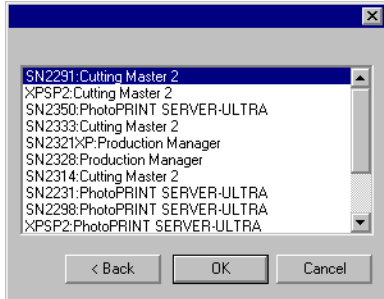 SN2291:Cutting Master 2
XPSP2:Cutting Master 2
SN2350:PhotoPRINT SERVER-ULTRA
SN2333:Cutting Master 2
SN2321XP:Production Manager
SN2328:Production Manager
SN2314:Cutting Master 2
SN2231:PhotoPRINT SERVER-ULTRA
SN2298:PhotoPRINT SERVER-ULTRA
XPSP2:PhotoPRINT SERVER-ULTRA
< Back OK Cancel